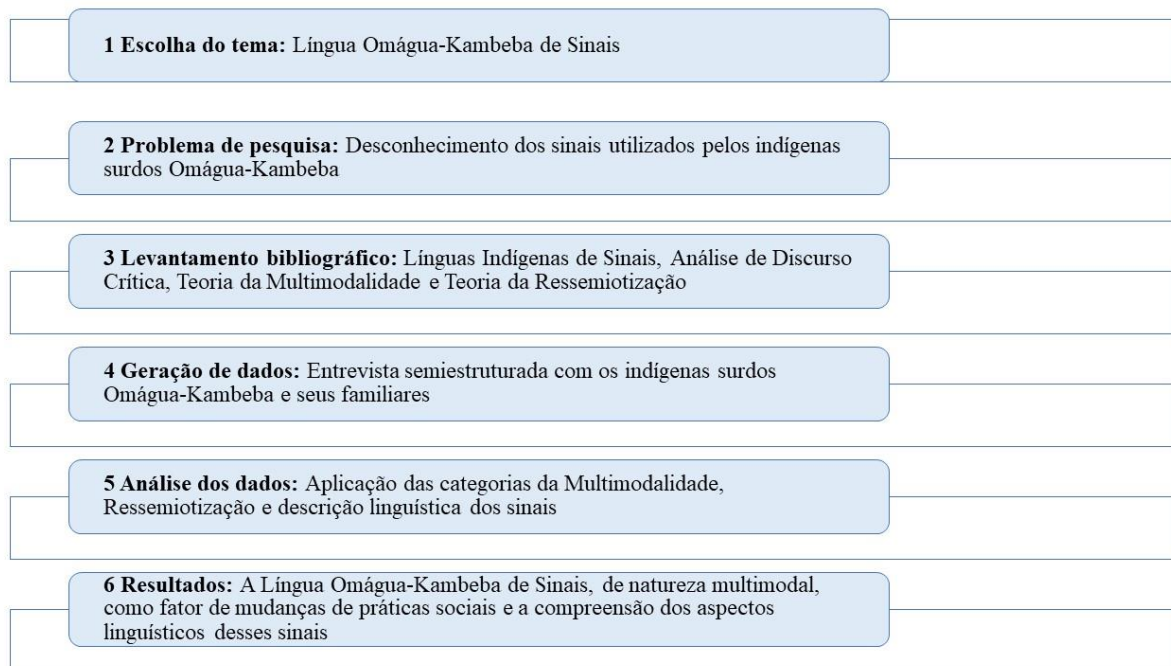 1 Escolha do tema: Língua Omágua-Kambeba de Sinais
2 Problema de pesquisa: Desconhecimento dos sinais utilizados pelos indígenas
surdos Omágua-Kambeba
3 Levantamento bibliográfico: Línguas Indígenas de Sinais, Análise de Discurso
Crítica, Teoria da Multimodalidade e Teoria da Ressemiotização
4 Geração de dados: Entrevista semiestruturada com os indígenas surdos
Omágua-Kambeba e seus familiares
5 Análise dos dados: Aplicação das categorias da Multimodalidade,
Ressemiotização e descrição linguística dos sinais
6 Resultados: A Língua Omágua-Kambeba de Sinais, de natureza multimodal,
como fator de mudanças de práticas sociais e a compreensão dos aspectos
linguísticos desses sinais